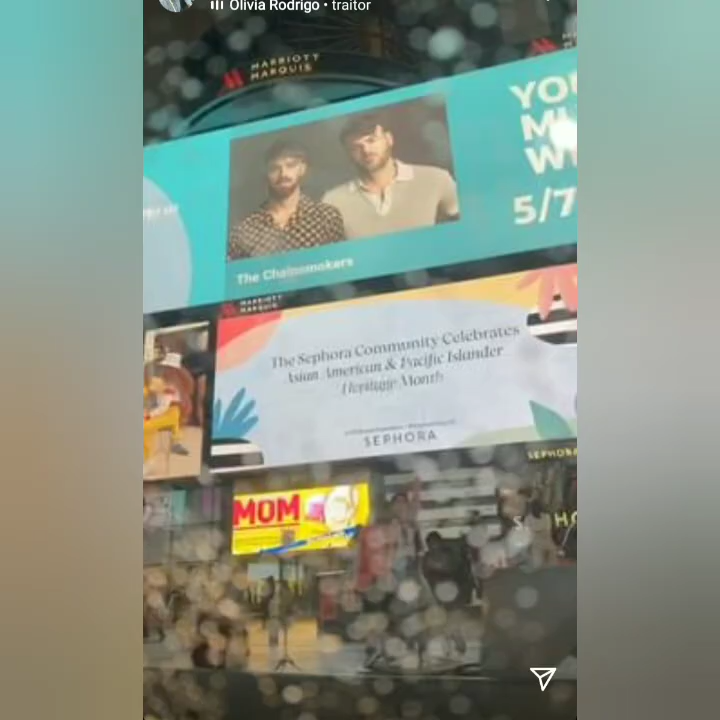 Olivia Rodrigo • traitor
MARRIOTT
MARQUIS
YOU
5/7
The Chainsmokers
MARRIOTT
MARQUIS
The Sephora Community Celebrates
Asian American & Pacific Islander
Heritage Month
SEPHORA
SEPHORA
MOM